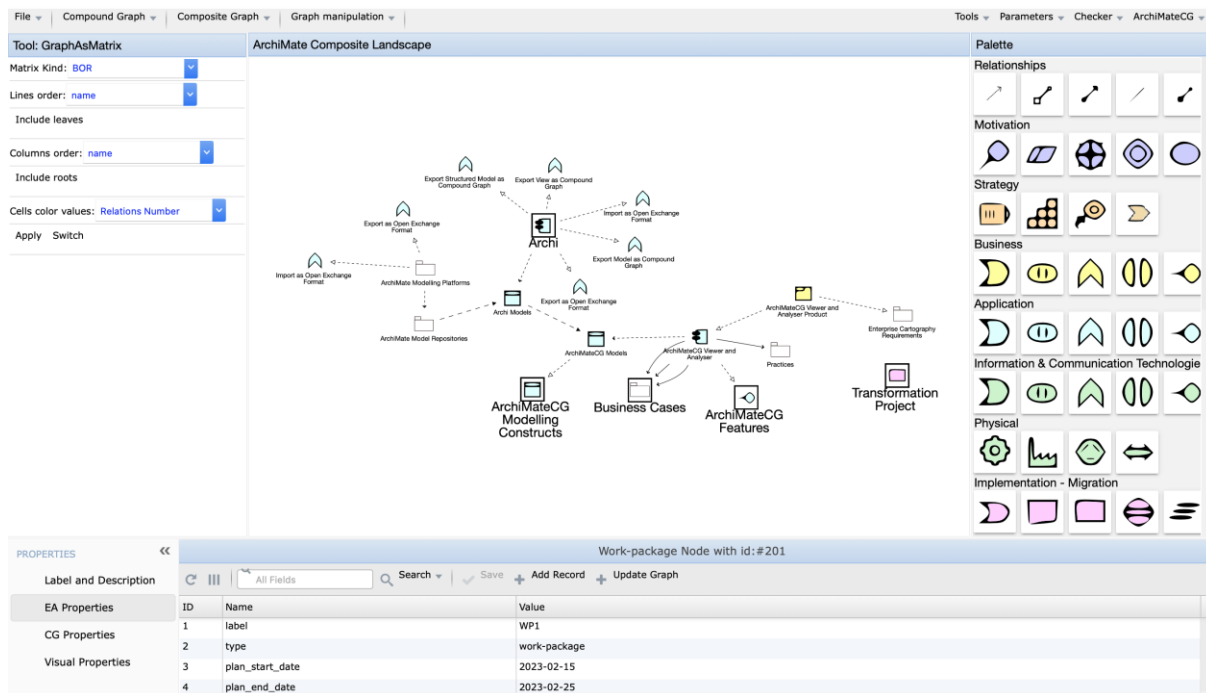 File
Compound Graph
Composite Graph
Graph manipulation
Tools
Parameters
Checker
ArchiMateCG
Tool: GraphAsMatrix
Matrix Kind: BOR
Lines order: name
Include leaves
Columns order: name
Include roots
Cells color values: Relations Number
Apply Switch
ArchiMate Composite Landscape
Export Structured Model as
Compound Graph
Export View as Compound
Graph
Export as Open Exchange
Format
Import as Open Exchange
Format
Archi
Import as Open Exchange
Format
ArchiMate Modelling Platforms
Export Model as Compound
Graph
Export as Open Exchange
Format
Archi Models
ArchiMateCG Viewer and
Analyser Product
ArchiMate Model Repositories
Enterprise Cartography
Requirements
ArchiMateCG Models
ArchiMateCG Viewer and
Analyser
Practices
ArchiMateCG
Modelling
Constructs
Business Cases
ArchiMateCG
Features
Transformation
Project
Palette
Relationships
Motivation
Strategy
Business
Application
Information & Communication Technologie
Physical
Implementation - Migration
PROPERTIES
Label and Description
EA Properties
CG Properties
Visual Properties
Work-package Node with id:#201
All Fields
Search
Save
Add Record
Update Graph
ID Name Value
1 label WP1
2 type work-package
3 plan_start_date 2023-02-15
4 plan_end_date 2023-02-25